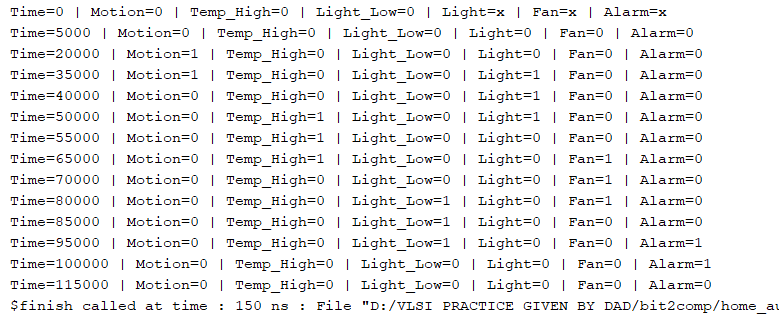 Time=0 | Motion=0 | Temp_High=0 | Light_Low=0 | Light=x | Fan=x | Alarm=x
Time=5000 | Motion=0 | Temp_High=0 | Light_Low=0 | Light=0 | Fan=0 | Alarm=0
Time=20000 | Motion=1 | Temp_High=0 | Light_Low=0 | Light=0 | Fan=0 | Alarm=0
Time=35000 | Motion=1 | Temp_High=0 | Light_Low=0 | Light=1 | Fan=0 | Alarm=0
Time=40000 | Motion=0 | Temp_High=0 | Light_Low=0 | Light=1 | Fan=0 | Alarm=0
Time=50000 | Motion=0 | Temp_High=1 | Light_Low=0 | Light=1 | Fan=0 | Alarm=0
Time=55000 | Motion=0 | Temp_High=1 | Light_Low=0 | Light=0 | Fan=0 | Alarm=0
Time=65000 | Motion=0 | Temp_High=1 | Light_Low=0 | Light=0 | Fan=1 | Alarm=0
Time=70000 | Motion=0 | Temp_High=0 | Light_Low=0 | Light=0 | Fan=1 | Alarm=0
Time=80000 | Motion=0 | Temp_High=0 | Light_Low=1 | Light=0 | Fan=1 | Alarm=0
Time=85000 | Motion=0 | Temp_High=0 | Light_Low=1 | Light=0 | Fan=0 | Alarm=0
Time=95000 | Motion=0 | Temp_High=0 | Light_Low=1 | Light=0 | Fan=0 | Alarm=1
Time=100000 | Motion=0 | Temp_High=0 | Light_Low=0 | Light=0 | Fan=0 | Alarm=1
Time=115000 | Motion=0 | Temp_High=0 | Light_Low=0 | Light=0 | Fan=0 | Alarm=0
$finish called at time : 150 ns : File "D:/VLSI PRACTICE GIVEN BY DAD/bit2comp/